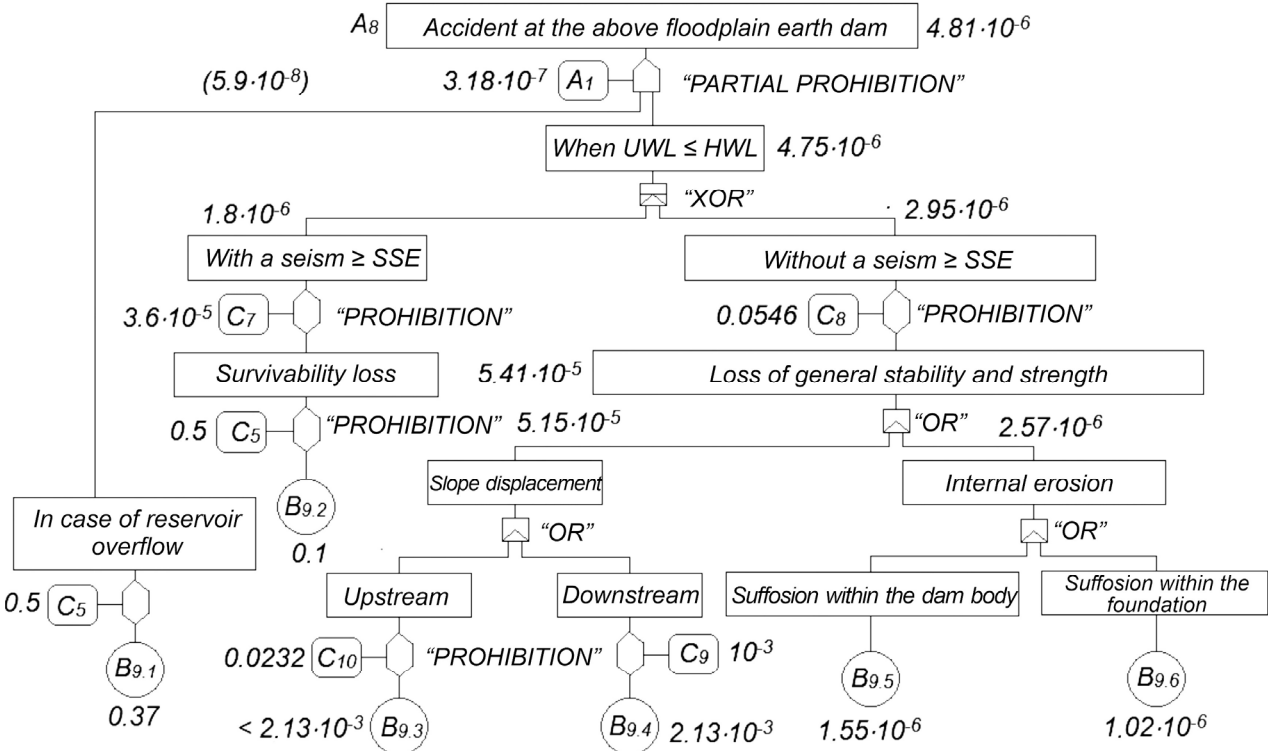 A8 Accident at the above floodplain earth dam 4.81·10-6
(5.9·10-8) 3.18·10-7 A1 “PARTIAL PROHIBITION”
When UWL ≤ HWL 4.75·10-6
“XOR”
1.8·10-6 2.95·10-6
With a seism ≥ SSE Without a seism ≥ SSE
3.6·10-5 C7 “PROHIBITION” 0.0546 C8 “PROHIBITION”
Survivability loss 5.41·10-5 Loss of general stability and strength
0.5 C5 “PROHIBITION” 5.15·10-5 “OR” 2.57·10-6
Slope displacement Internal erosion
B9.2
0.1
In case of reservoir
overflow
“OR” “OR”
Upstream Downstream Suffosion within the dam body Suffosion within the
foundation
0.5 C5 0.0232 C10 “PROHIBITION” C9 10-3
B9.1 B9.5 B9.6
0.37 < 2.13·10-3 B9.3 B9.4 2.13·10-3 1.55·10-6 1.02·10-6